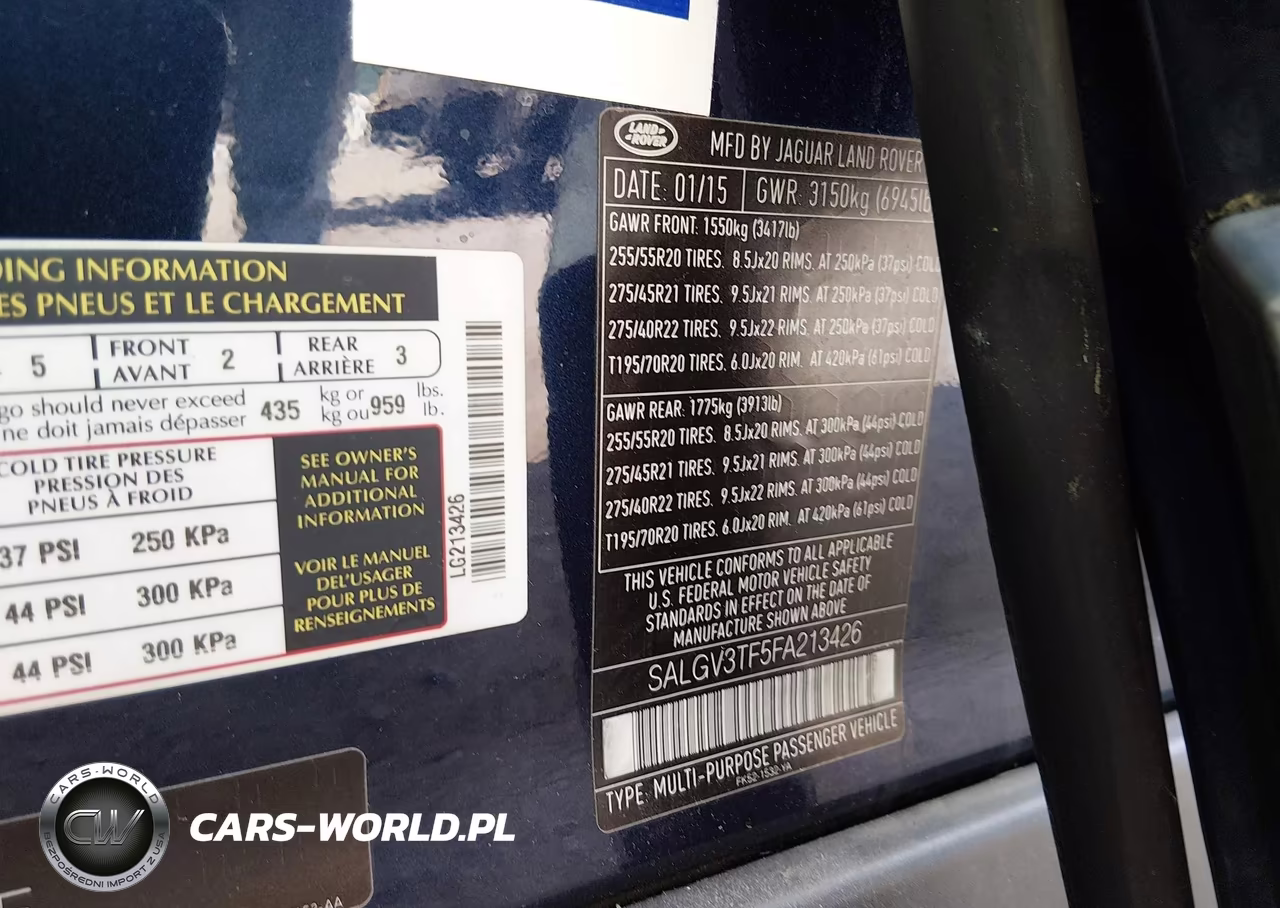 DING INFORMATION
ES PNEUS ET LE CHARGEMENT
5
FRONT
AVANT
2
REAR
ARRIÈRE
3
go should never exceed
ne doit jamais dépasser
435
kg or
kg ou
959
lbs.
lb.
COLD TIRE PRESSURE
PRESSION DES
PNEUS À FROID
37 PSI 250 KPa
44 PSI 300 KPa
44 PSI 300 KPa
SEE OWNER'S
MANUAL FOR
ADDITIONAL
INFORMATION
VOIR LE MANUEL
DEL'USAGER
POUR PLUS DE
RENSEIGNEMENTS
LG213426
LAND
ROVER
MFD BY JAGUAR LAND ROVER
DATE: 01/15 GWR: 3150kg (6945lb
GAWR FRONT: 1550kg (3417lb)
255/55R20 TIRES. 8.5Jx20 RIMS. AT 250kPa (37psi) COLD
275/45R21 TIRES. 9.5Jx21 RIMS. AT 250kPa (37psi) COLD
275/40R22 TIRES. 9.5Jx22 RIMS. AT 250kPa (37psi) COLD
T195/70R20 TIRES. 6.0Jx20 RIM. AT 420kPa (61psi) COLD
GAWR REAR: 1775kg (3913lb)
255/55R20 TIRES. 8.5Jx20 RIMS. AT 300kPa (44psi) COLD
275/45R21 TIRES. 9.5Jx21 RIMS. AT 300kPa (44psi) COLD
275/40R22 TIRES. 9.5Jx22 RIMS. AT 300kPa (44psi) COLD
T195/70R20 TIRES. 6.0Jx20 RIM. AT 420kPa (61psi) COLD
THIS VEHICLE CONFORMS TO ALL APPLICABLE
U.S. FEDERAL MOTOR VEHICLE SAFETY
STANDARDS IN EFFECT ON THE DATE OF
MANUFACTURE SHOWN ABOVE
SALGV3TF5FA213426
TYPE: MULTI-PURPOSE PASSENGER VEHICLE
FK52-1532-YA
CARS-WORLD
CW
BEZPOŚREDNI IMPORT Z USA
CARS-WORLD.PL